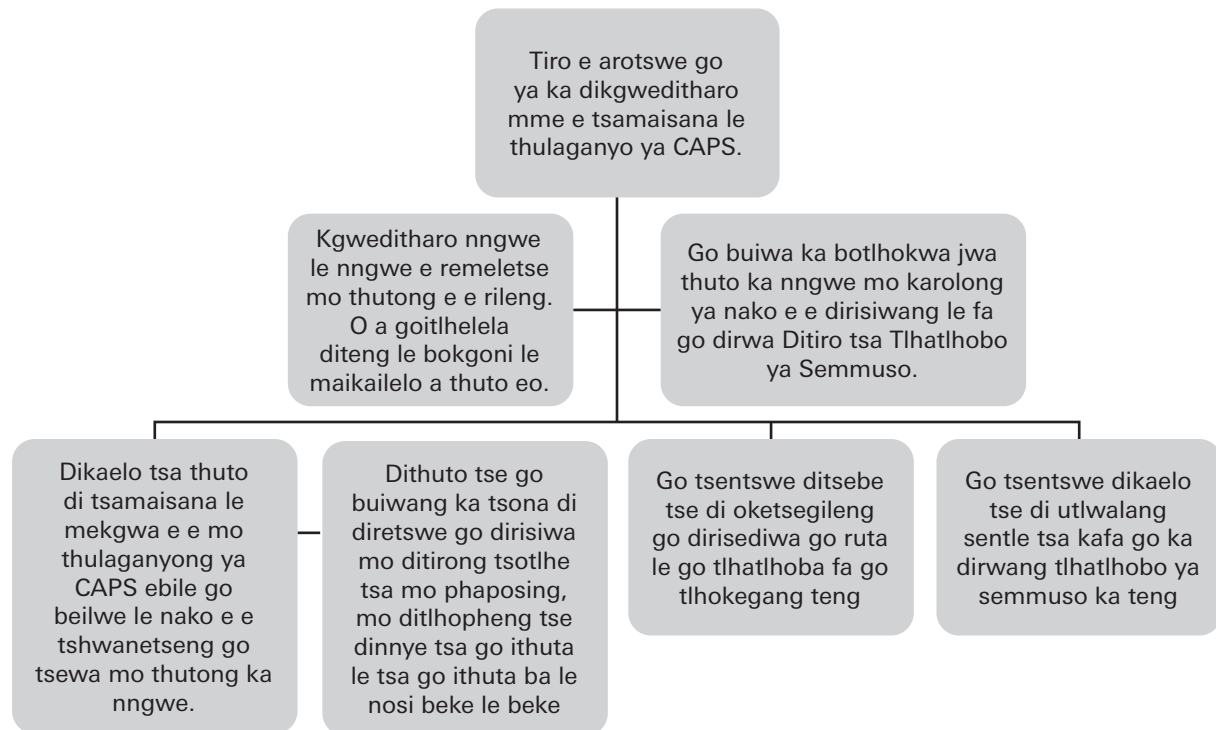 Tiro e arotswe go
ya ka dikgweditharo
mme e tsamaisana le
thulaganyo ya CAPS.
Kgweditharo nngwe
le nngwe e remeletse
mo thutong e e rileng.
O a goitlhelela
diteng le bokgoni le
maikailelo a thuto eo.
Go buiwa ka botlhokwa jwa
thuto ka nngwe mo karolong
ya nako e e dirisiwang le fa
go dirwa Ditiro tsa Tlhatlhobo
ya Semmuso.
Dikaelo tsa thuto
di tsamaisana le
mekgwa e e mo
thulaganyong ya
CAPS ebile go
beilwe le nako e e
tshwanetseng go
tsewa mo thutong ka
nngwe.
Dithuto tse go
buiwang ka tsona di
diretswe go dirisiwa
mo ditirong tsotlhe
tsa mo phaposing,
mo ditlhopheng tse
dinnye tsa go ithuta
le tsa go ithuta ba le
nosi beke le beke
Go tsentswe ditsebe
tse di oketsegileng
go dirisediwa go ruta
le go tlhatlhoba fa go
tlhokegang teng
Go tsentswe dikaelo
tse di utlwalang
sentle tsa kafa go ka
dirwang tlhatlhobo ya
semmuso ka teng